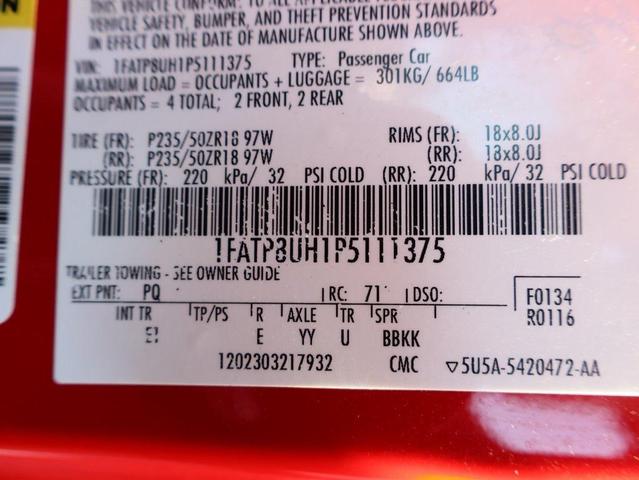 THIS VEHICLE CONFORMS TO ALL APPLICABLE FEDERAL MOTOR VEHICLE
SAFETY, BUMPER, AND THEFT PREVENTION STANDARDS
IN EFFECT ON THE DATE OF MANUFACTURE SHOWN ABOVE.
VIN: 1FATP8UH1P5111375 TYPE: Passenger Car
MAXIMUM LOAD = OCCUPANTS + LUGGAGE = 301KG/ 664LB
OCCUPANTS = 4 TOTAL; 2 FRONT, 2 REAR
TIRE (FR): P235/50ZR18 97W RIMS (FR): 18x8.0J
(RR): P235/50ZR18 97W (RR): 18x8.0J
PRESSURE (FR): 220 kPa/ 32 PSI COLD (RR): 220 kPa/ 32 PSI COLD
1FATP8UH1P5111375
TRAILER TOWING - SEE OWNER GUIDE
EXT PNT: PQ RC: 71 DSO: F0134
INT TR TP/PS R AXLE TR SPR R0116
E YY U BBKK
1202303217932 CMC ▽5U5A-5420472-AA